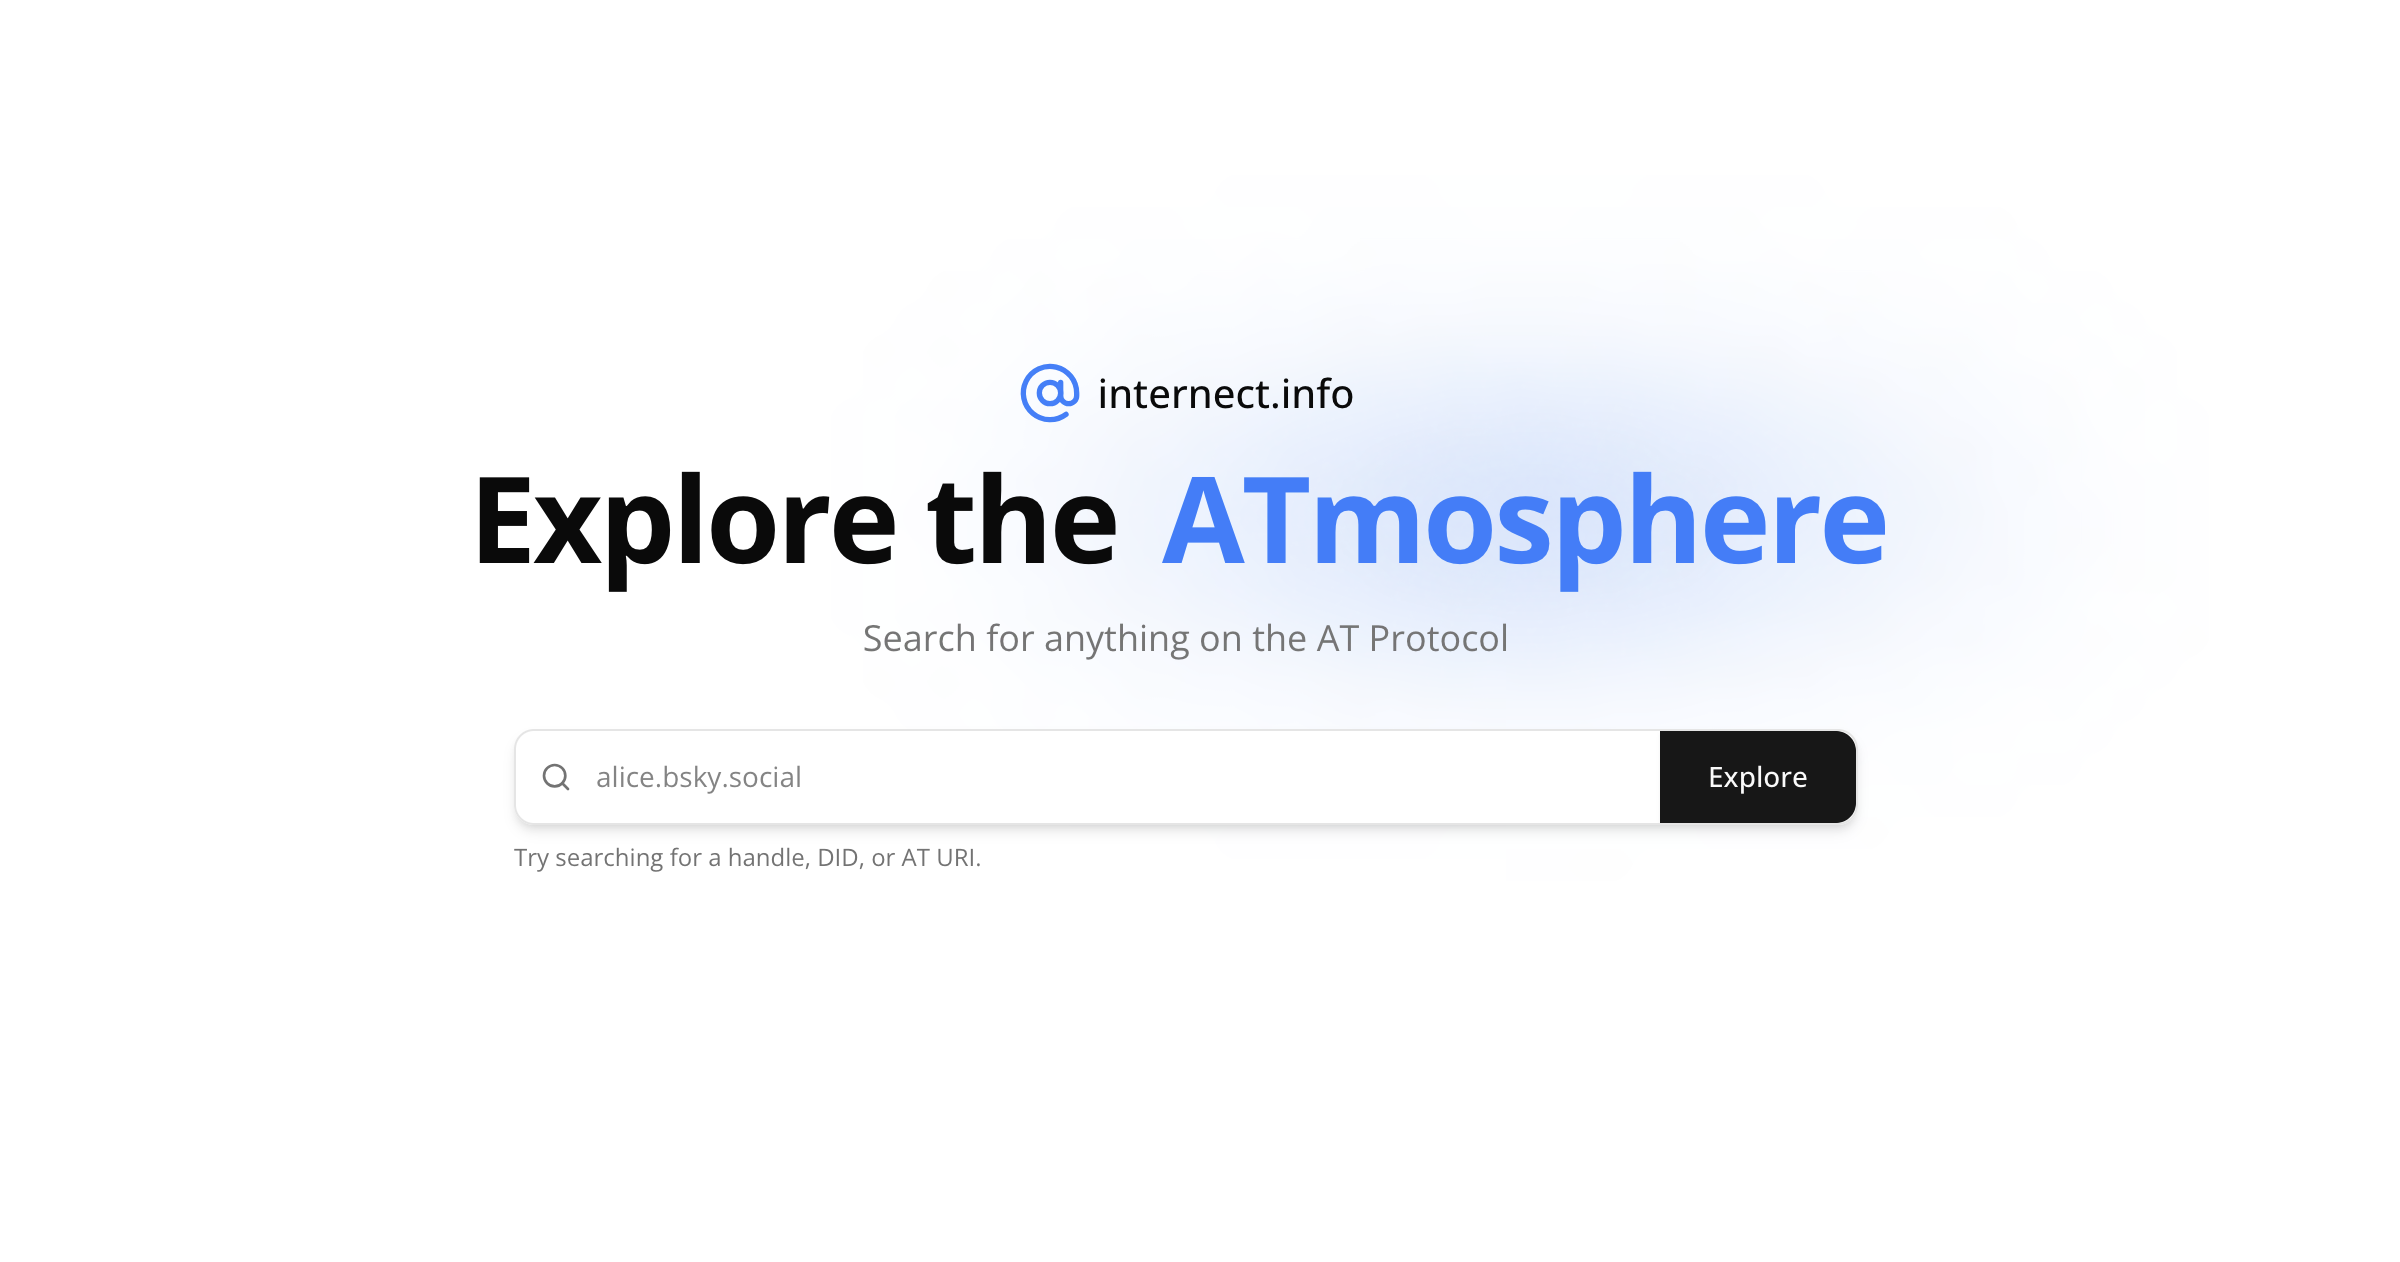 internect.info
Explore the ATmosphere
Search for anything on the AT Protocol
alice.bsky.social
Explore
Try searching for a handle, DID, or AT URI.